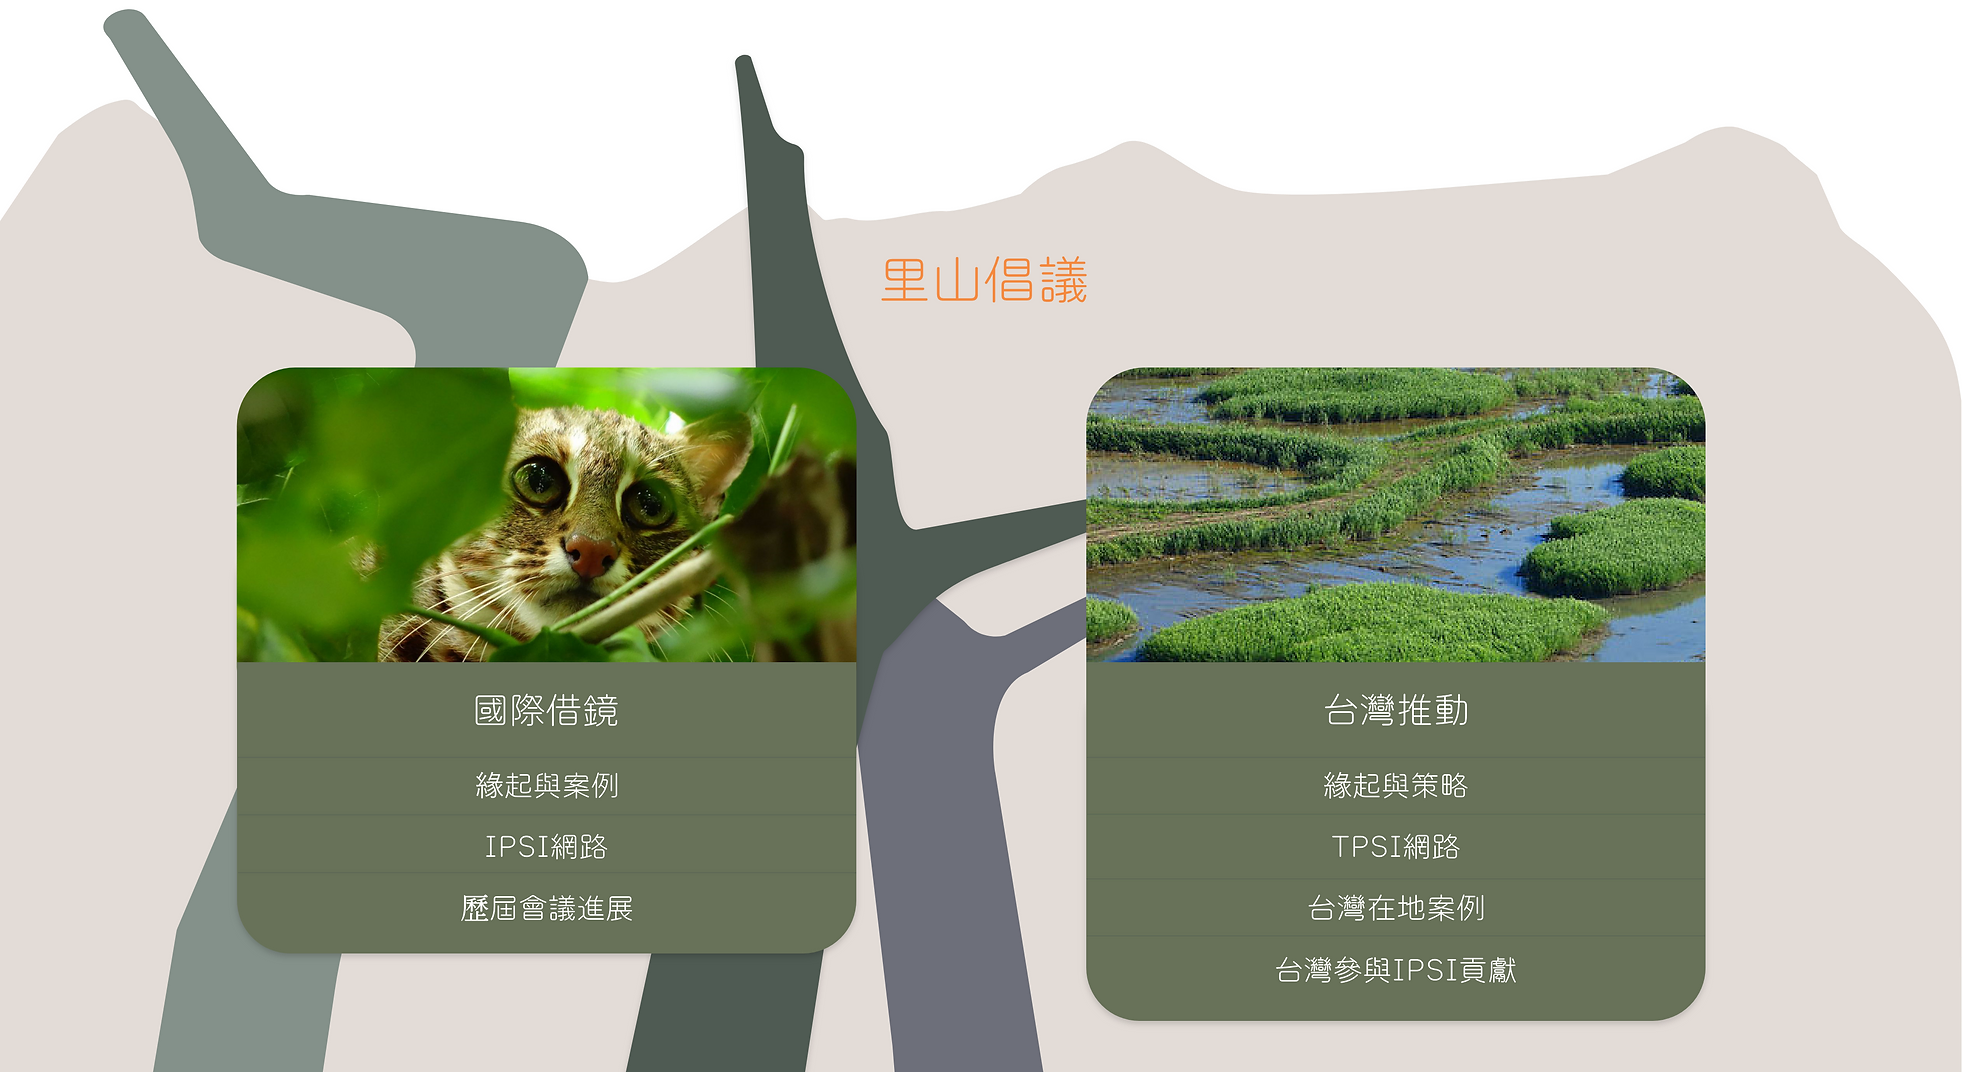 里山倡議
國際借鏡
緣起與案例
IPSI網路
歷屆會議進展
台灣推動
緣起與策略
TPSI網路
台灣在地案例
台灣參與IPSI貢獻